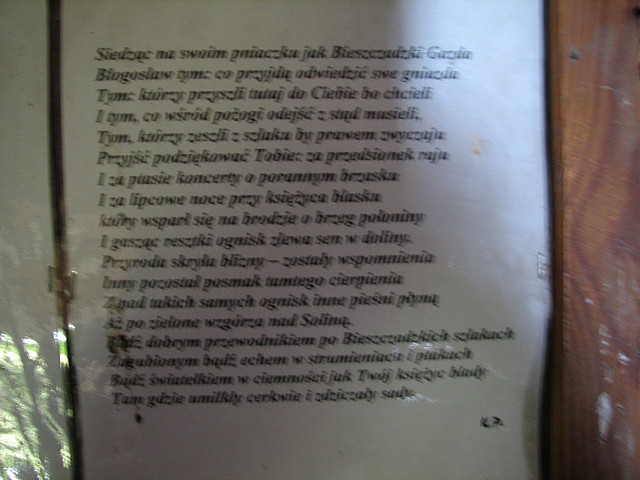 Siedząc na swoim pniaczku jak Bieszczadzki Gazda
Błogosław tym: co przyjdą odwiedzić swe gniazda
Tym: którzy przyszli tutaj do Ciebie bo chcieli
I tym, co wśród pożogi odejść z stąd musieli,
Tym, którzy zeszli z szlaku by prawem zwyczaju
Przyjść podziękować Tobie: za przedsionek raju
I za ptasie koncerty o porannym brzasku
I za lipcowe noce przy księżyca blasku
który wsparł się na brodzie o brzeg połoniny
I gasząc resztki ognisk zlewa sen w doliny.
Przyroda skryła blizny – zostały wspomnienia
Inny pozostał posmak tamtego cierpienia
Z nad takich samych ognisk inne pieśni płyną
Aż po zielone wzgórza nad Soliną.
Bądź dobrym przewodnikiem po Bieszczadzkich szlakach
Zagubionym bądź echem w strumieniach i ptakach
Bądź światełkiem w ciemności jak Twój księżyc blady
Tam gdzie umilkły cerkwie i zdziczały sady.